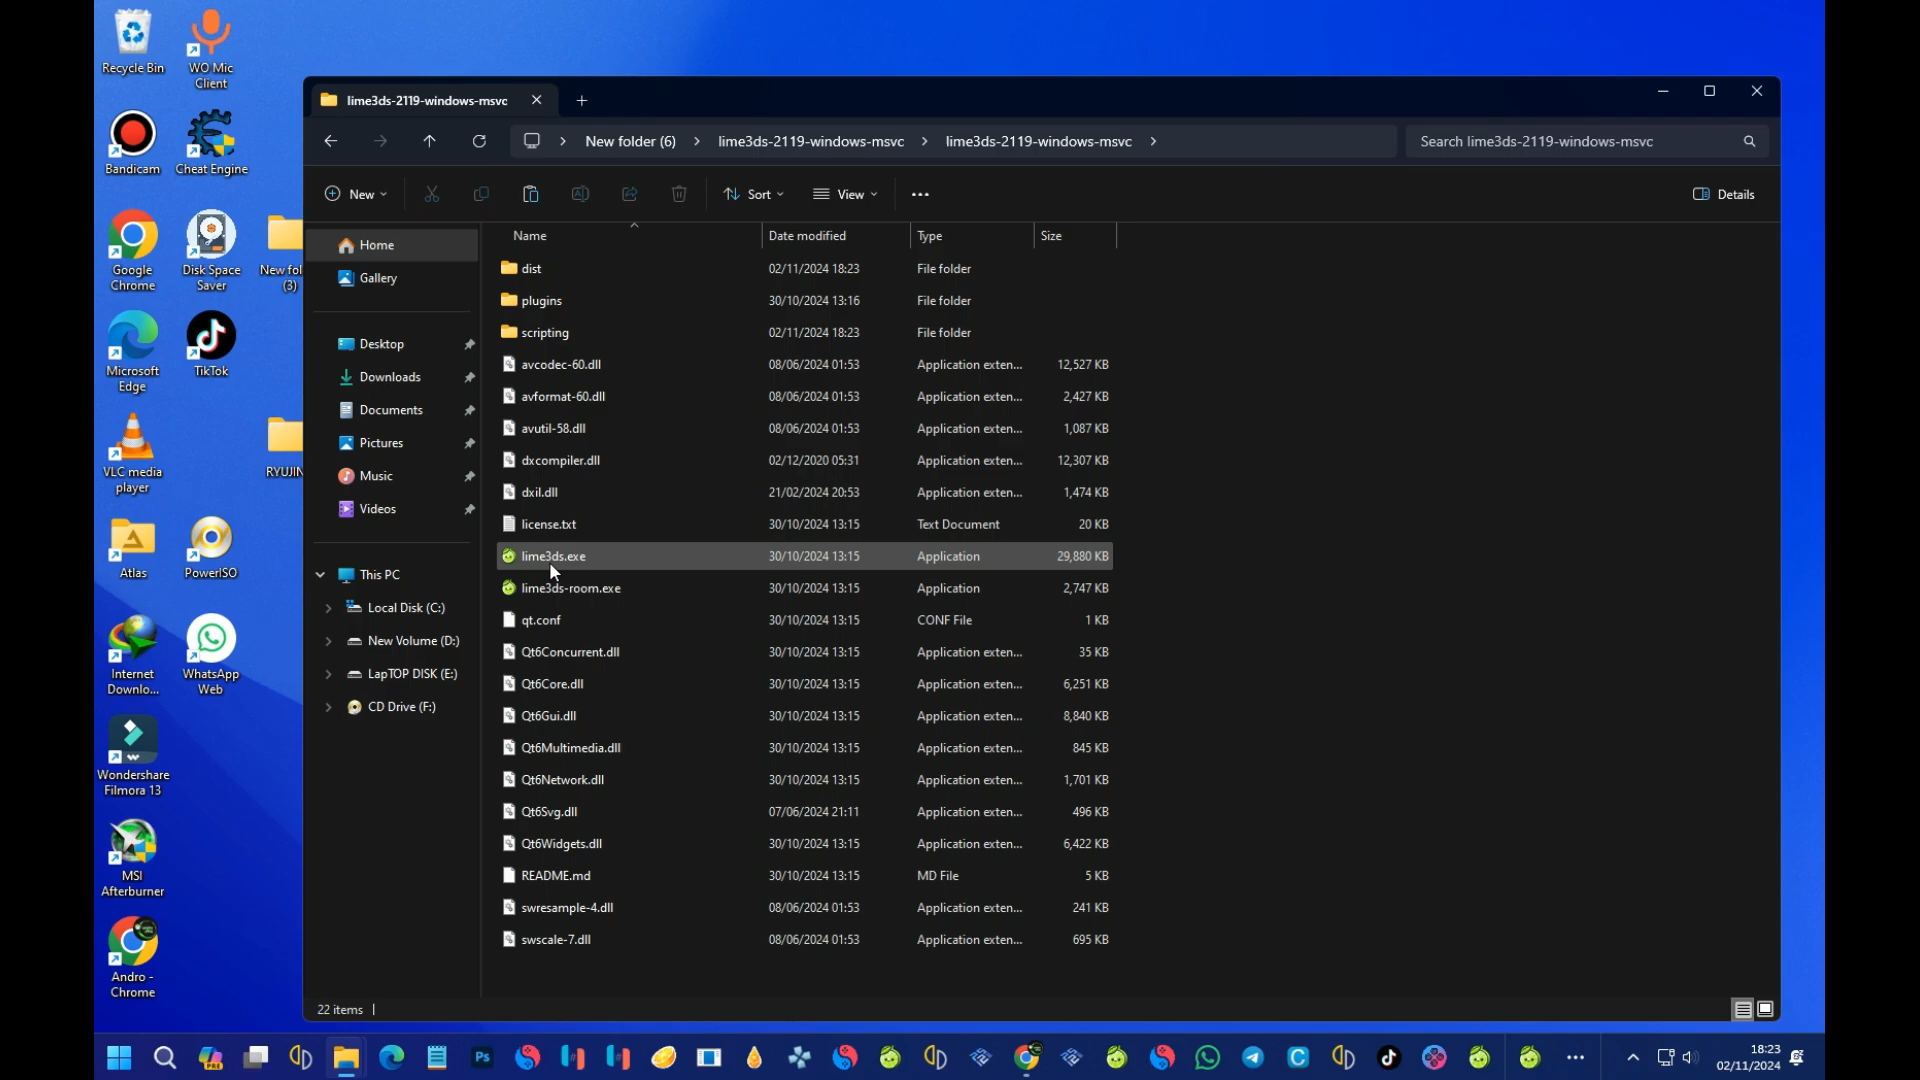 Recycle Bin
WO Mic
Client
Bandicam
Cheat Engine
Google
Chrome
Disk Space
Saver
New fol
(3)
Microsoft
Edge
TikTok
VLC media
player
RYUJIN
Atlas
PowerISO
Internet
Downlo...
WhatsApp
Web
Wondershare
Filmora 13
MSI
Afterburner
Andro -
Chrome
lime3ds-2119-windows-msvc
New folder (6) > lime3ds-2119-windows-msvc > lime3ds-2119-windows-msvc >
Search lime3ds-2119-windows-msvc
New Sort View ... Details
Home
Gallery
Desktop
Downloads
Documents
Pictures
Music
Videos
This PC
Local Disk (C:)
New Volume (D:)
LapTOP DISK (E:)
CD Drive (F:)
Name Date modified Type Size
dist 02/11/2024 18:23 File folder
plugins 30/10/2024 13:16 File folder
scripting 02/11/2024 18:23 File folder
avcodec-60.dll 08/06/2024 01:53 Application exten... 12,527 KB
avformat-60.dll 08/06/2024 01:53 Application exten... 2,427 KB
avutil-58.dll 08/06/2024 01:53 Application exten... 1,087 KB
dxcompiler.dll 02/12/2020 05:31 Application exten... 12,307 KB
dxil.dll 21/02/2024 20:53 Application exten... 1,474 KB
license.txt 30/10/2024 13:15 Text Document 20 KB
lime3ds.exe 30/10/2024 13:15 Application 29,880 KB
lime3ds-room.exe 30/10/2024 13:15 Application 2,747 KB
qt.conf 30/10/2024 13:15 CONF File 1 KB
Qt6Concurrent.dll 30/10/2024 13:15 Application exten... 35 KB
Qt6Core.dll 30/10/2024 13:15 Application exten... 6,251 KB
Qt6Gui.dll 30/10/2024 13:15 Application exten... 8,840 KB
Qt6Multimedia.dll 30/10/2024 13:15 Application exten... 845 KB
Qt6Network.dll 30/10/2024 13:15 Application exten... 1,701 KB
Qt6Svg.dll 07/06/2024 21:11 Application exten... 496 KB
Qt6Widgets.dll 30/10/2024 13:15 Application exten... 6,422 KB
README.md 30/10/2024 13:15 MD File 5 KB
swresample-4.dll 08/06/2024 01:53 Application exten... 241 KB
swscale-7.dll 08/06/2024 01:53 Application exten... 695 KB
22 items
PRE
Ps
18:23
02/11/2024